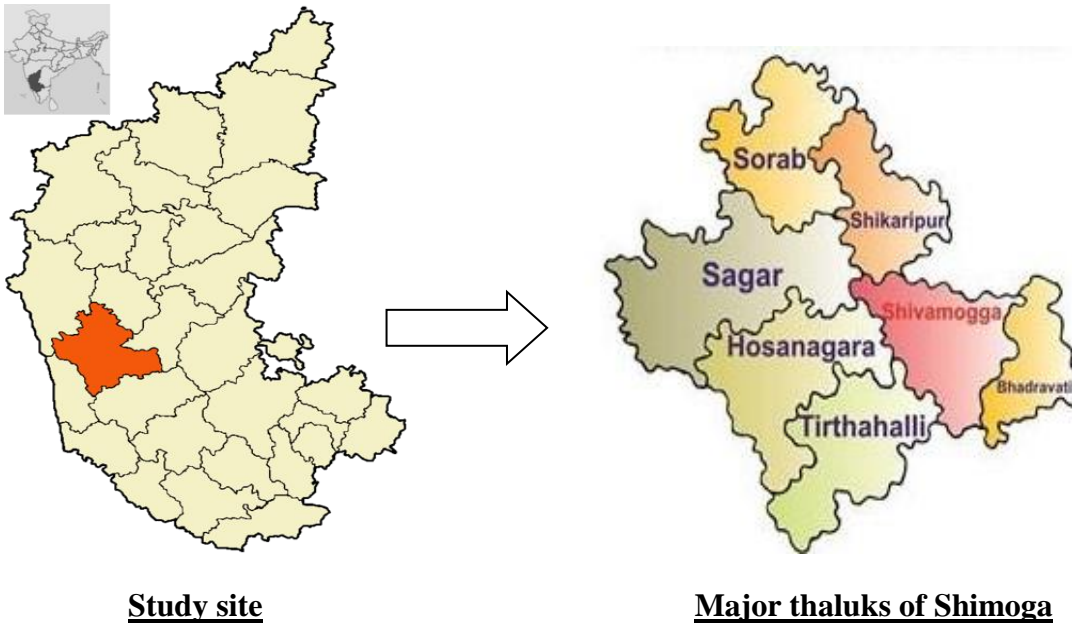 Sorab
Shikaripur
Sagar
Shivamogga
Hosanagara
Bhadravati
Tirthahalli
Study site
Major thaluks of Shimoga